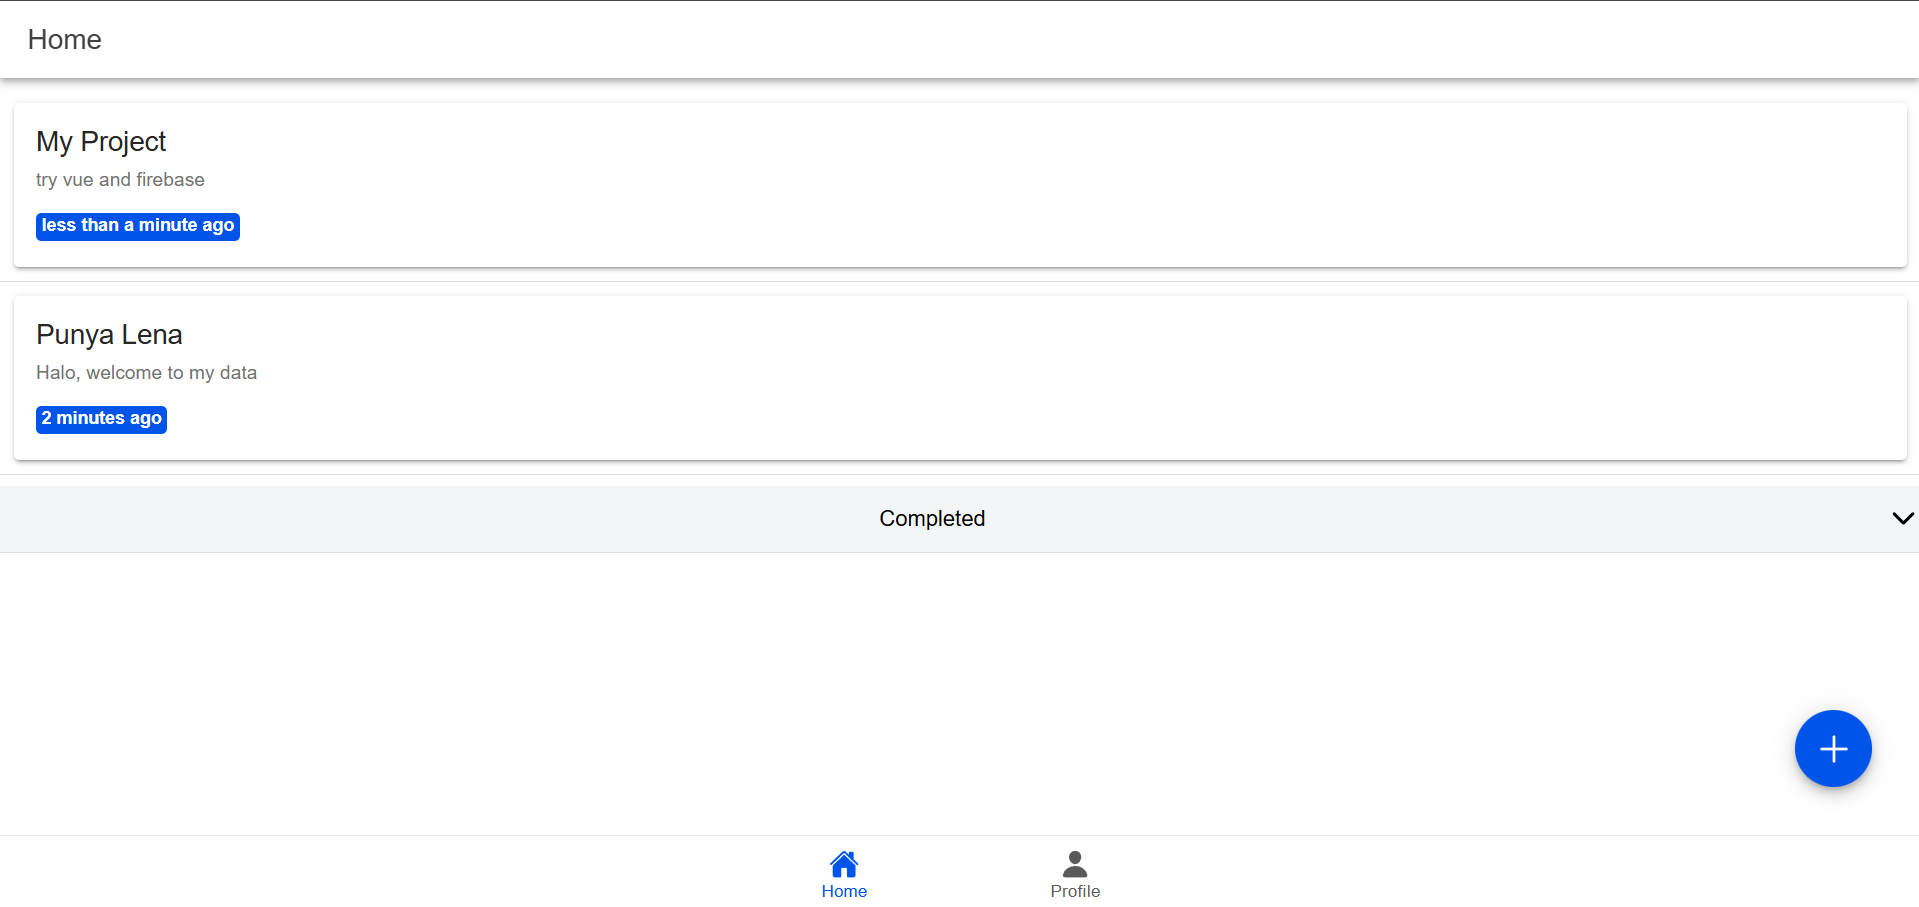 Home
My Project
try vue and firebase
less than a minute ago
Punya Lena
Halo, welcome to my data
2 minutes ago
Completed
Home
Profile